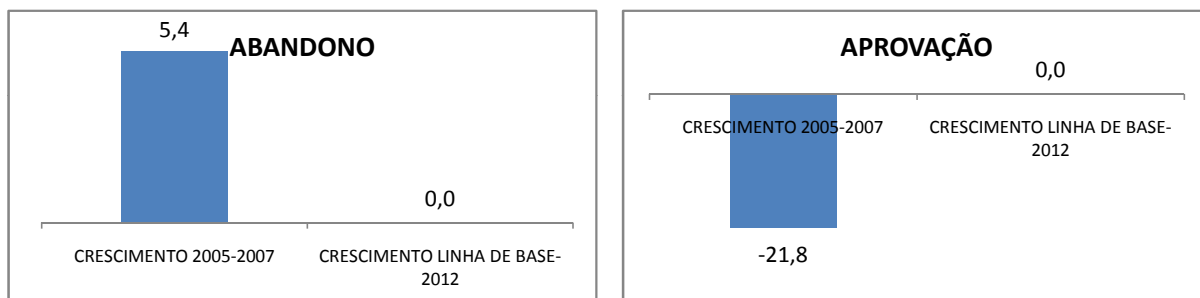 5,4
ABANDONO
0,0
CRESCIMENTO 2005-2007
CRESCIMENTO LINHA DE BASE-
2012
APROVAÇÃO
0,0
CRESCIMENTO 2005-2007
CRESCIMENTO LINHA DE BASE-
2012
-21,8